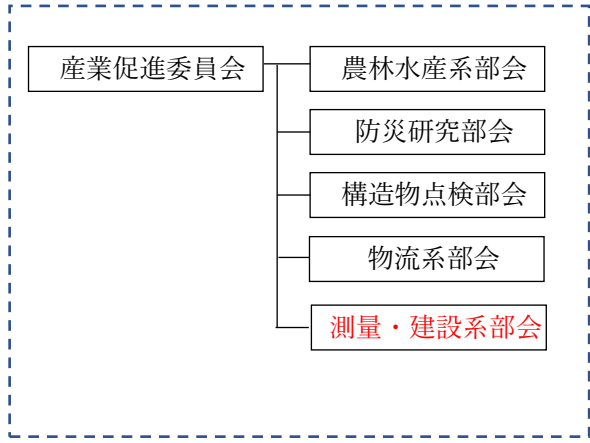 産業促進委員会
農林水産系部会
防災研究部会
構造物点検部会
物流系部会
測量・建設系部会